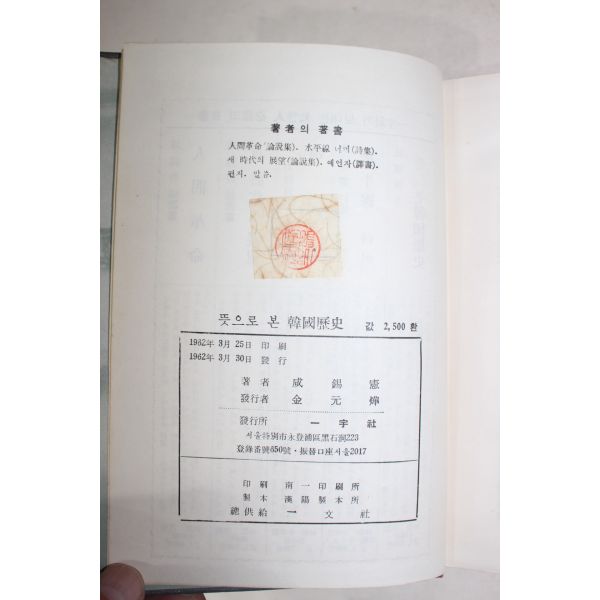 著者의 著書
人間革命(論説集)、水平線 너머(詩集)、
새 時代의 展望(論説集)、예언자(譯書)、
편지、말씀、
뜻으로 본 韓國歷史 값 2,500 환
1962年 3月 25日 印刷
1962年 3月 30日 發行
著者 咸錫憲
發行者 金元
發行所 一宇社
서울特別市永登浦區黑石洞223
登錄番號650號·振替口座서울2017
印刷 南一印刷所
製本 漢陽製本所
總供給 一文社